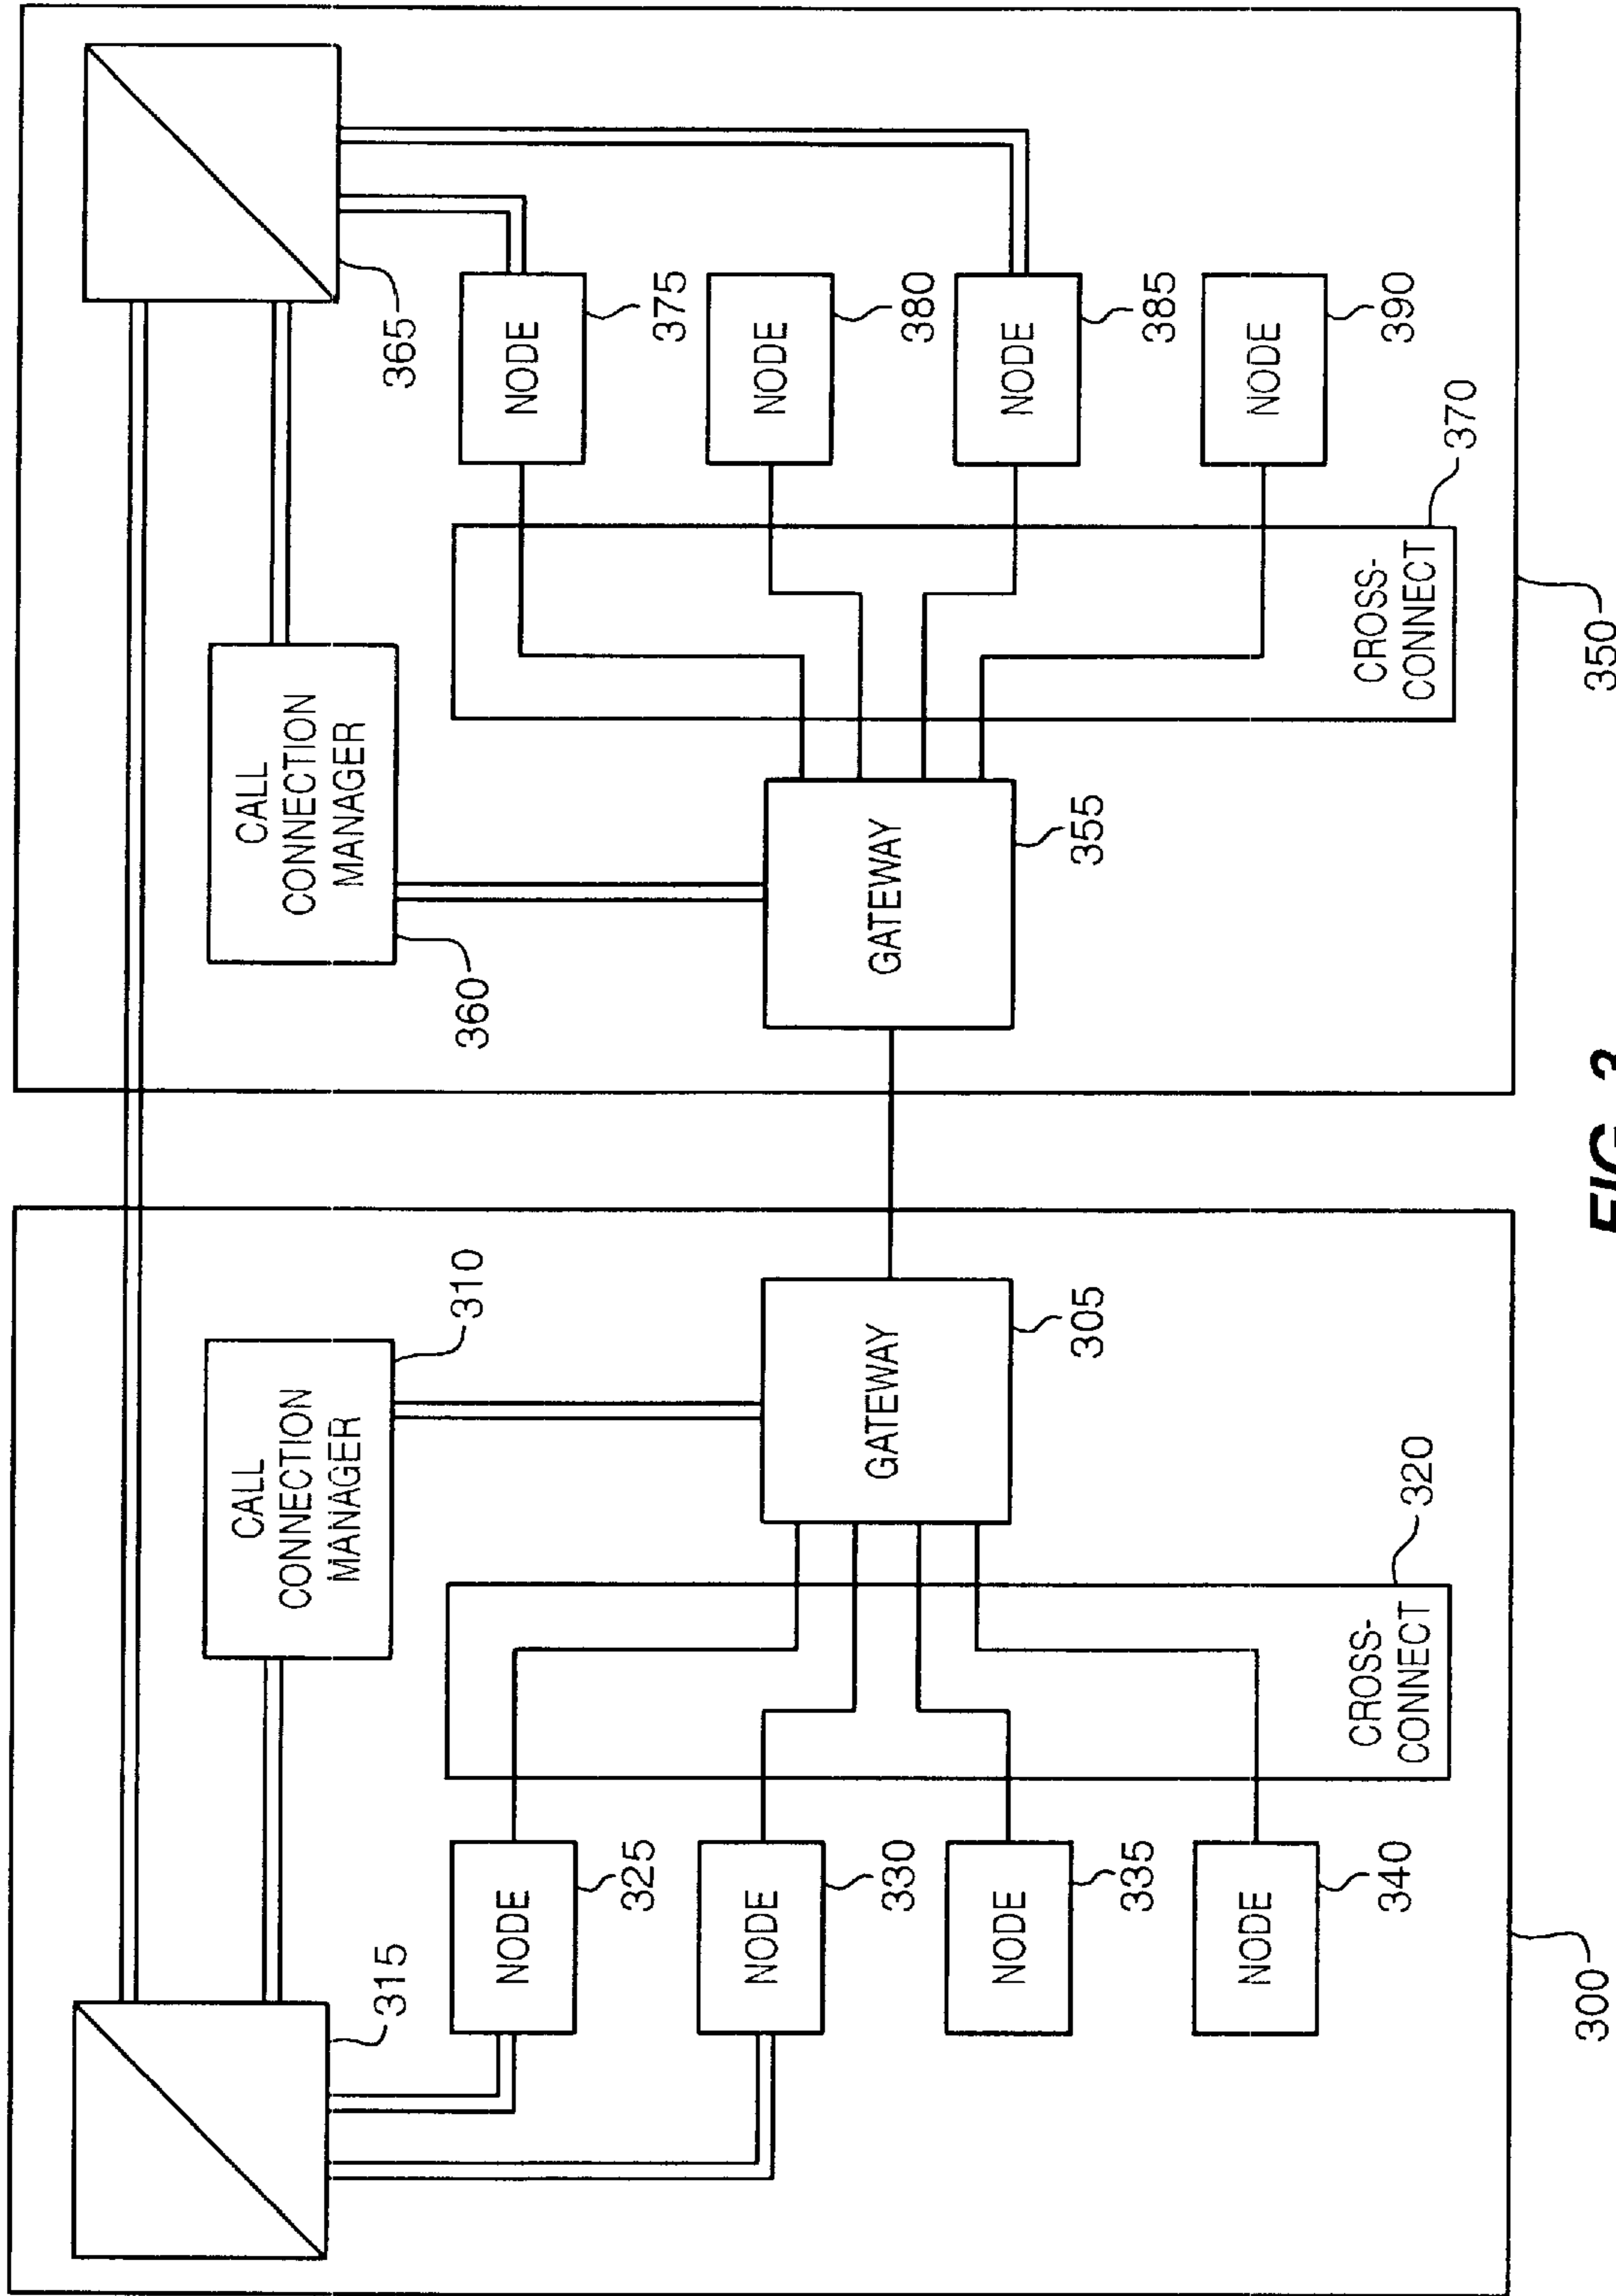 315
CALL
CONNECTION
MANAGER
310
NODE
325
NODE
330
NODE
335
NODE
340
GATEWAY
305
CROSS-
CONNECT
320
300
CALL
CONNECTION
MANAGER
360
365
GATEWAY
355
NODE
375
NODE
380
NODE
385
NODE
390
CROSS-
CONNECT
370
350
FIG. 3